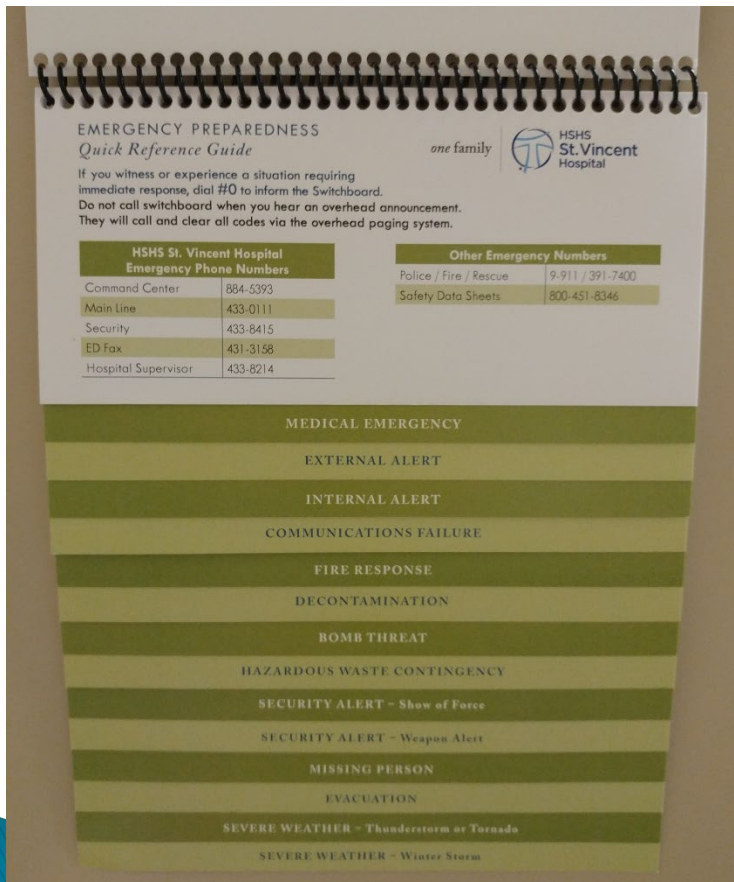 EMERGENCY PREPAREDNESS
Quick Reference Guide
one family
HSHS
St. Vincent
Hospital
If you witness or experience a situation requiring
immediate response, dial #0 to inform the Switchboard.
Do not call switchboard when you hear an overhead announcement.
They will call and clear all codes via the overhead paging system.
HSHS St. Vincent Hospital
Emergency Phone Numbers
Command Center 884-5393
Main Line 433-0111
Security 433-8415
ED Fax 431-3158
Hospital Supervisor 433-8214
Other Emergency Numbers
Police / Fire / Rescue 9-911 / 391-7400
Safety Data Sheets 800-451-8346
MEDICAL EMERGENCY
EXTERNAL ALERT
INTERNAL ALERT
COMMUNICATIONS FAILURE
FIRE RESPONSE
DECONTAMINATION
BOMB THREAT
HAZARDOUS WASTE CONTINGENCY
SECURITY ALERT – Show of Force
SECURITY ALERT – Weapon Alert
MISSING PERSON
EVACUATION
SEVERE WEATHER – Thunderstorm or Tornado
SEVERE WEATHER – Winter Storm